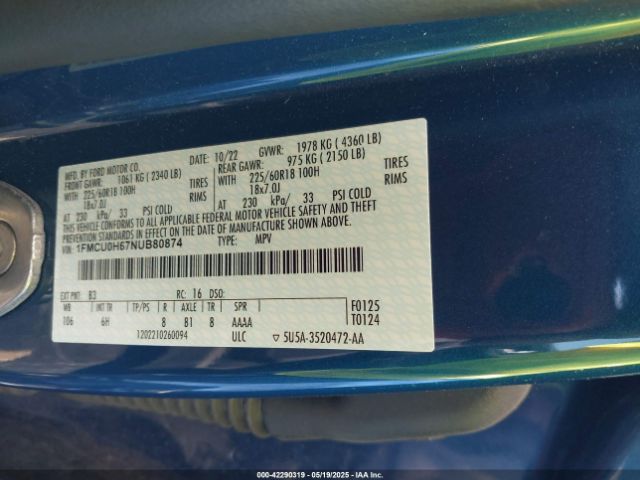 MFD. BY FORD MOTOR CO.
DATE: 10/22 GVWR: 1978 KG ( 4360 LB)
FRONT GAWR: 1061 KG ( 2340 LB) REAR GAWR: 975 KG ( 2150 LB)
WITH 225/60R18 100H TIRES WITH 225/60R18 100H TIRES
18x7.0J RIMS 18x7.0J RIMS
AT 230 kPa/ 33 PSI COLD AT 230 kPa/ 33 PSI COLD
THIS VEHICLE CONFORMS TO ALL APPLICABLE FEDERAL MOTOR VEHICLE SAFETY AND THEFT
PREVENTION STANDARDS IN EFFECT ON THE DATE OF MANUFACTURE SHOWN ABOVE.
VIN: 1FMCU0H67NUB80874 TYPE: MPV
EXT PNT: B3 RC: 16 DSO:
WB INT TR TP/PS R AXLE TR SPR F0125
106 6H 8 B1 8 AAAA T0124
1202210260094 ULC ▽ 5U5A-3520472-AA
000-42290319 - 05/19/2025 - IAA Inc.